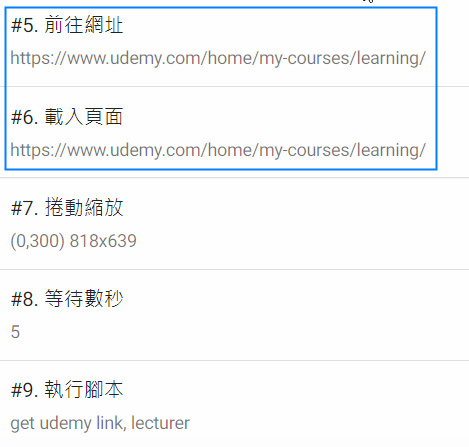 #5. 前往網址
https://www.udemy.com/home/my-courses/learning/
#6. 載入頁面
https://www.udemy.com/home/my-courses/learning/
#7. 捲動縮放
(0,300) 818x639
#8. 等待數秒
5
#9. 執行腳本
get udemy link, lecturer